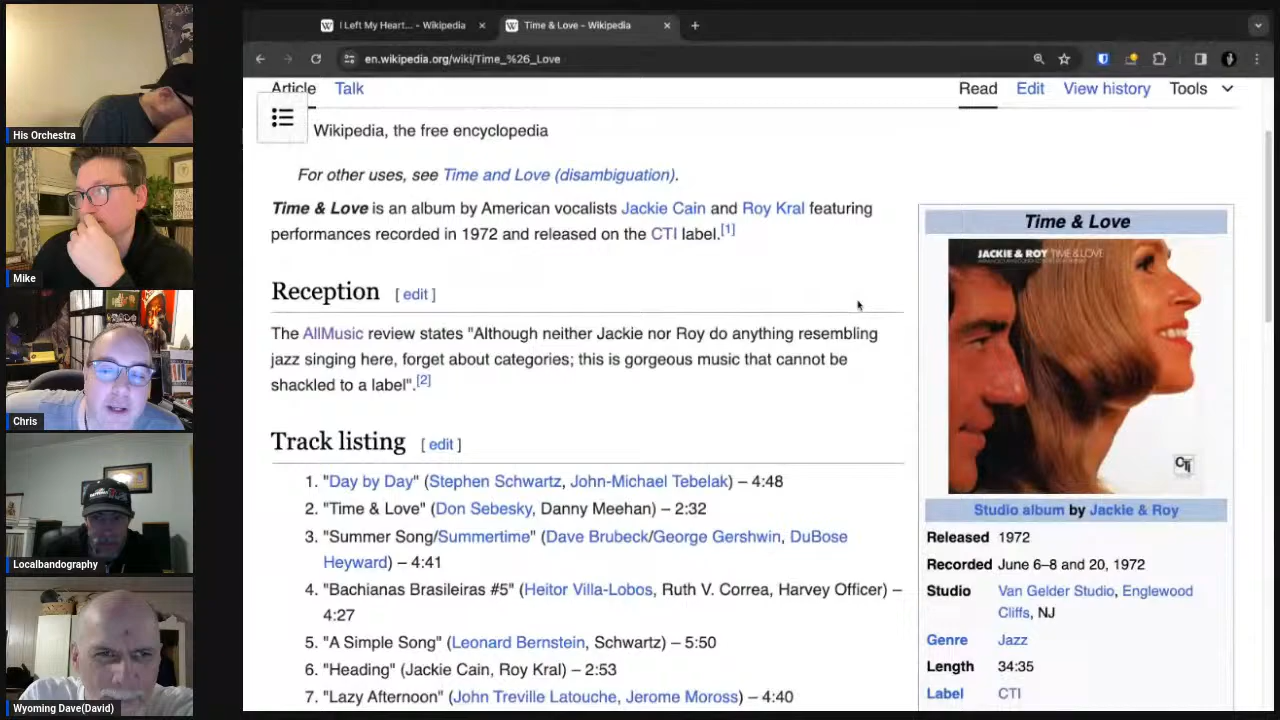 I Left My Heart... - Wikipedia
Time & Love - Wikipedia
en.wikipedia.org/wiki/Time_%26_Love
Article
Talk
Read
Edit
View history
Tools
Wikipedia, the free encyclopedia
For other uses, see Time and Love (disambiguation).
Time & Love is an album by American vocalists Jackie Cain and Roy Kral featuring
performances recorded in 1972 and released on the CTI label.[1]
Reception [ edit ]
The AllMusic review states "Although neither Jackie nor Roy do anything resembling
jazz singing here, forget about categories; this is gorgeous music that cannot be
shackled to a label".[2]
Track listing [ edit ]
1. "Day by Day" (Stephen Schwartz, John-Michael Tebelak) – 4:48
2. "Time & Love" (Don Sebesky, Danny Meehan) – 2:32
3. "Summer Song/Summertime" (Dave Brubeck/George Gershwin, DuBose
Heyward) – 4:41
4. "Bachianas Brasileiras #5" (Heitor Villa-Lobos, Ruth V. Correa, Harvey Officer) –
4:27
5. "A Simple Song" (Leonard Bernstein, Schwartz) – 5:50
6. "Heading" (Jackie Cain, Roy Kral) – 2:53
7. "Lazy Afternoon" (John Treville Latouche, Jerome Moross) – 4:40
Time & Love
JACKIE & ROY TIME & LOVE
CTI
Studio album by Jackie & Roy
Released 1972
Recorded June 6–8 and 20, 1972
Studio Van Gelder Studio, Englewood
Cliffs, NJ
Genre Jazz
Length 34:35
Label CTI
His Orchestra
Mike
Chris
Localbandography
Wyoming Dave(David)